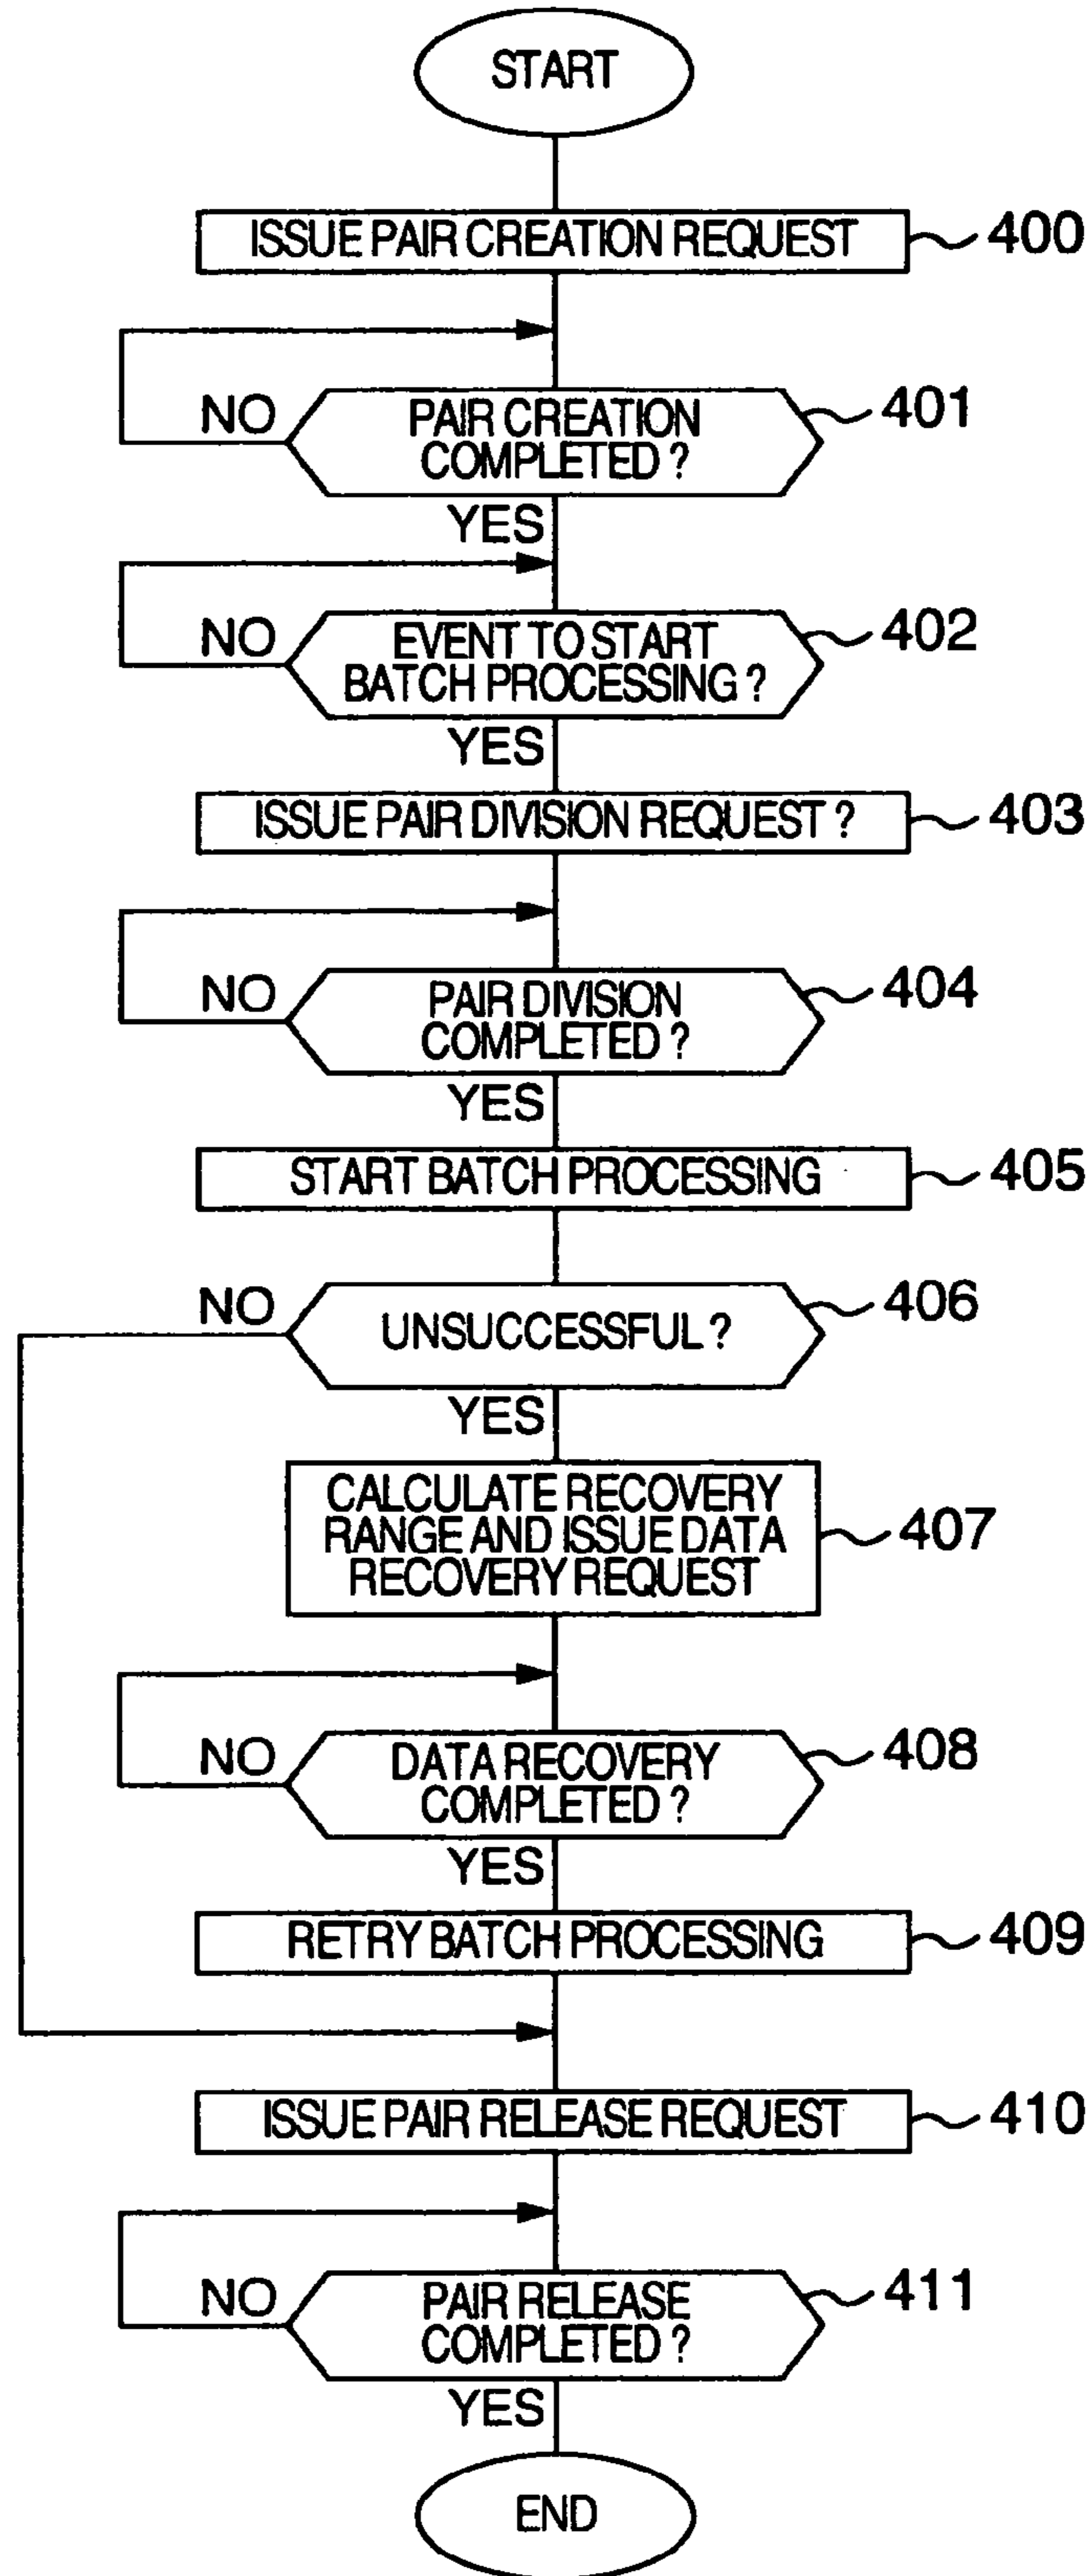 START
ISSUE PAIR CREATION REQUEST
400
NO
PAIR CREATION
COMPLETED ?
401
YES
NO
EVENT TO START
BATCH PROCESSING ?
402
YES
ISSUE PAIR DIVISION REQUEST ?
403
NO
PAIR DIVISION
COMPLETED ?
404
YES
START BATCH PROCESSING
405
NO
UNSUCCESSFUL ?
406
YES
CALCULATE RECOVERY
RANGE AND ISSUE DATA
RECOVERY REQUEST
407
NO
DATA RECOVERY
COMPLETED ?
408
YES
RETRY BATCH PROCESSING
409
ISSUE PAIR RELEASE REQUEST
410
NO
PAIR RELEASE
COMPLETED ?
411
YES
END